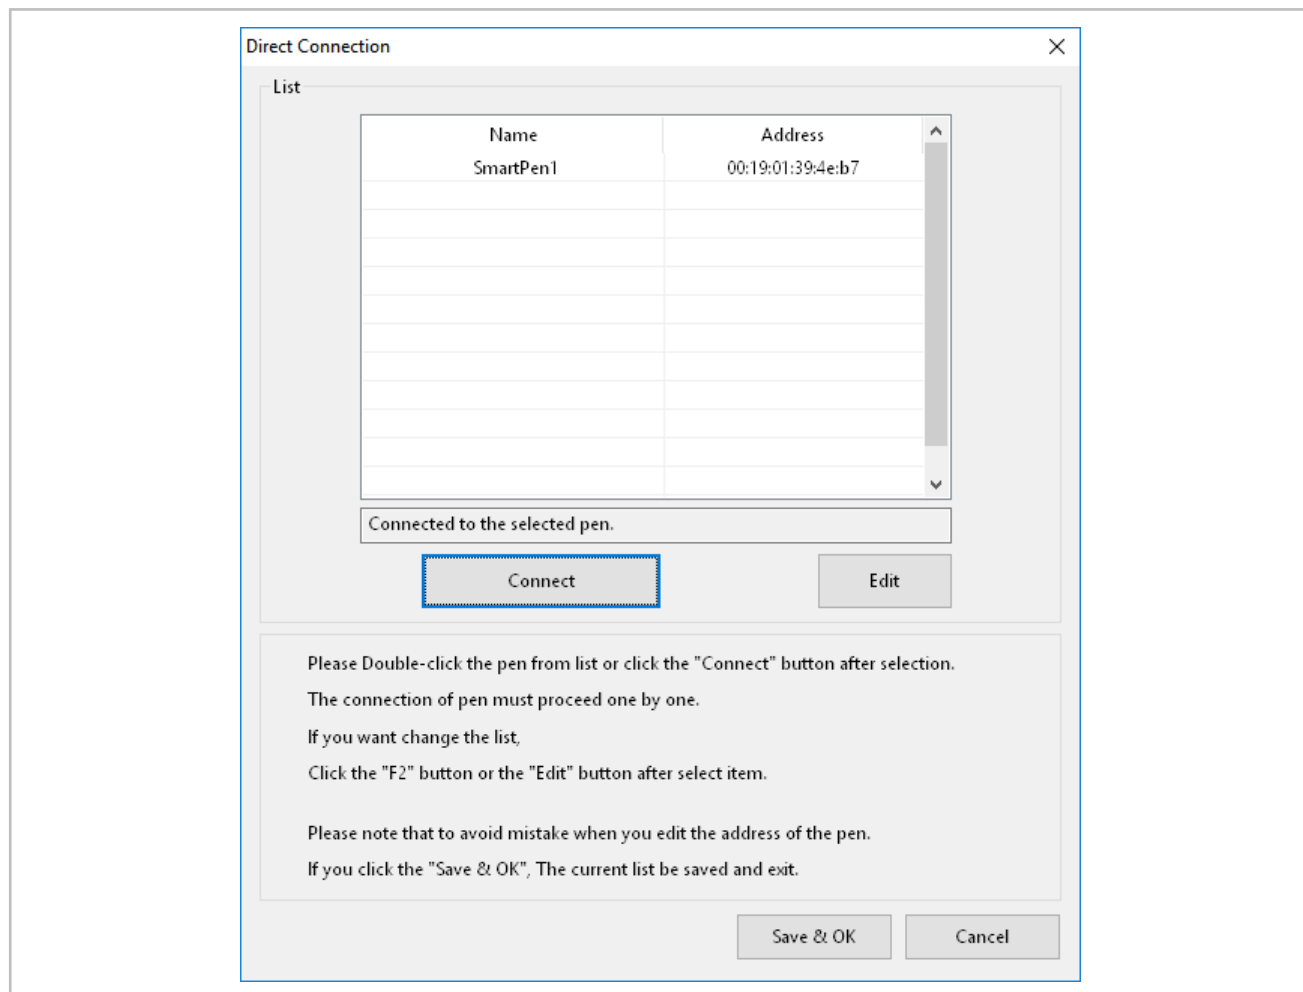 Direct Connection
List
Name Address
SmartPen1 00:19:01:39:4e:b7
Connected to the selected pen.
Connect Edit
Please Double-click the pen from list or click the "Connect" button after selection.
The connection of pen must proceed one by one.
If you want change the list,
Click the "F2" button or the "Edit" button after select item.
Please note that to avoid mistake when you edit the address of the pen.
If you click the "Save & OK", The current list be saved and exit.
Save & OK Cancel